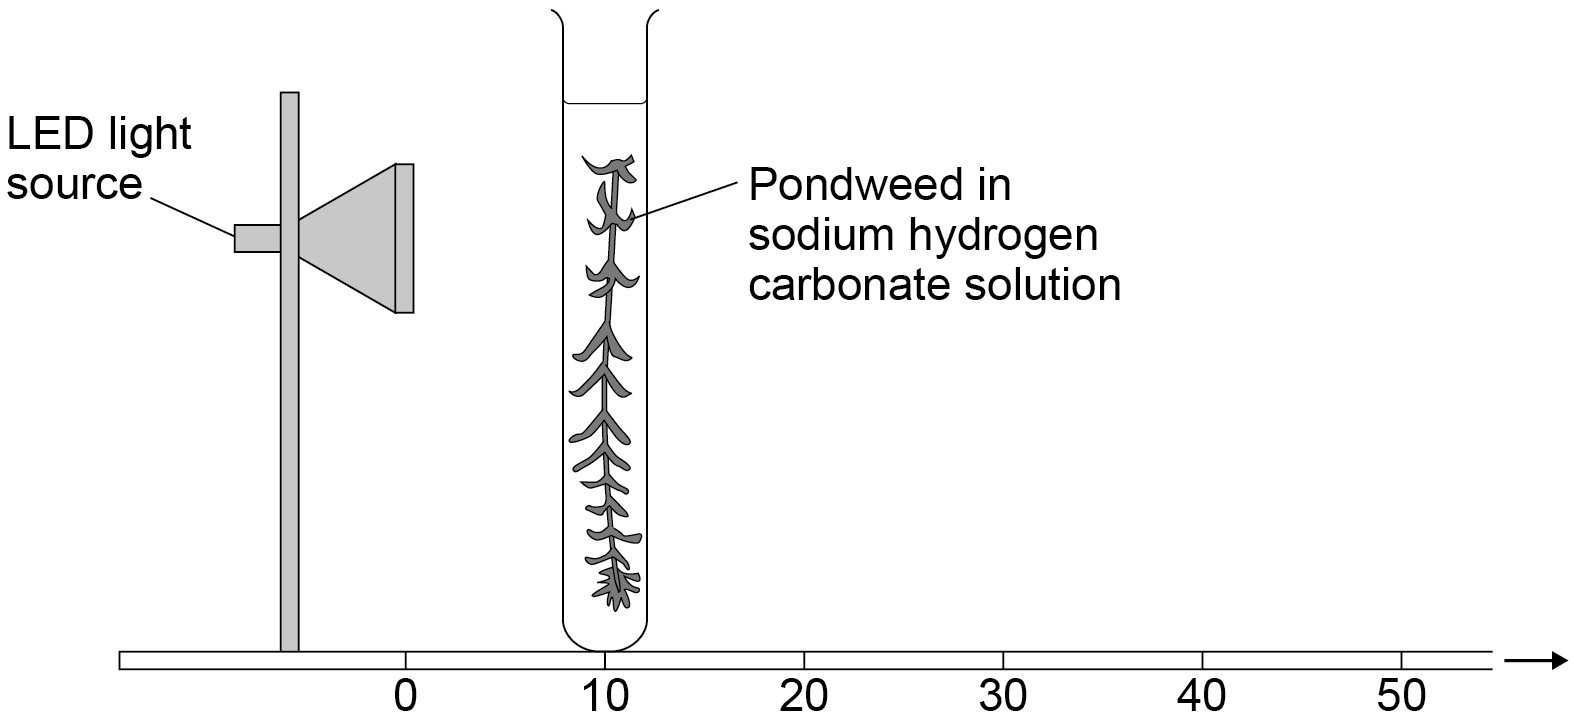 LED light
source
Pondweed in
sodium hydrogen
carbonate solution
0 10 20 30 40 50